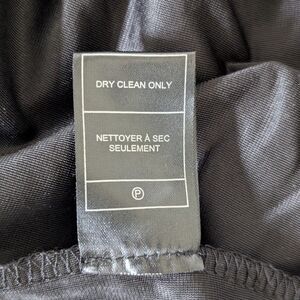 DRY CLEAN ONLY
NETTOYER À SEC
SEULEMENT
P